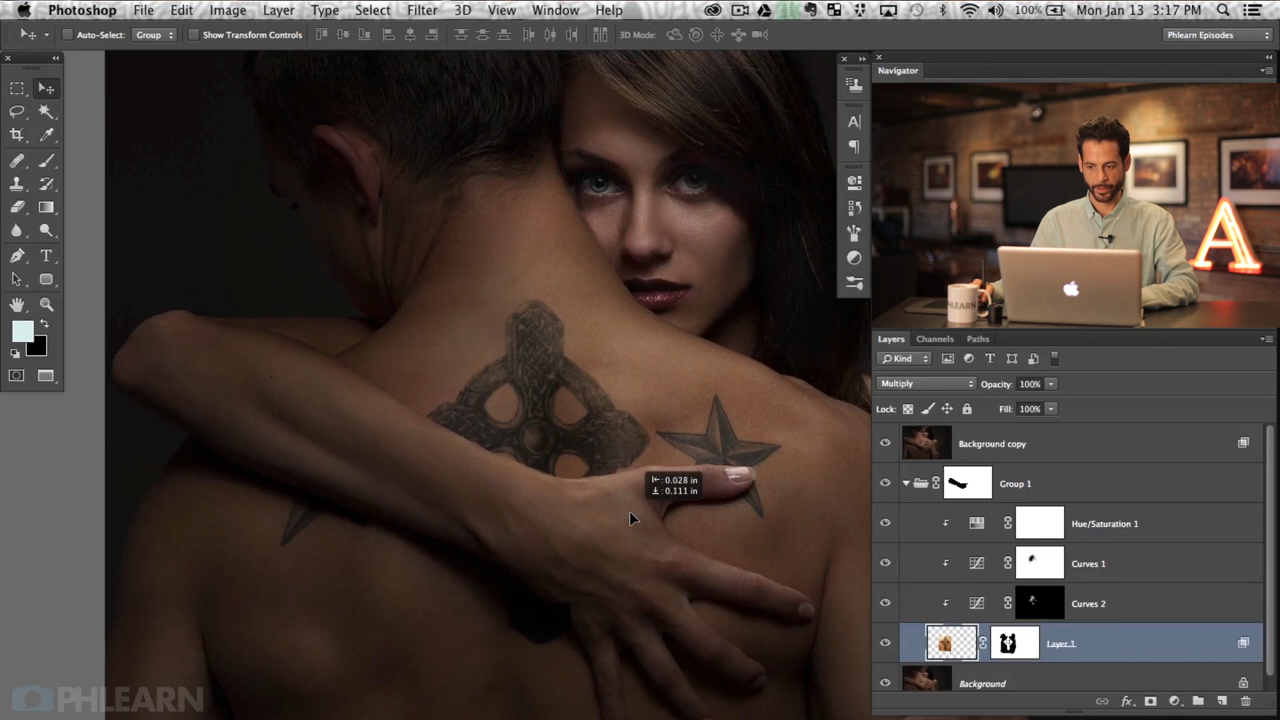 Photoshop File Edit Image Layer Type Select Filter 3D View Window Help 100% Mon Jan 13 3:17 PM
Auto-Select: Group Show Transform Controls 3D Mode: Phlearn Episodes
Navigator
A
PHLEARN
Layers Channels Paths
Kind
Multiply Opacity: 100%
Lock: Fill: 100%
Background copy
Group 1
Hue/Saturation 1
Curves 1
Curves 2
Layer 1
Background
: 0.028 in
: 0.111 in
PHLEARN